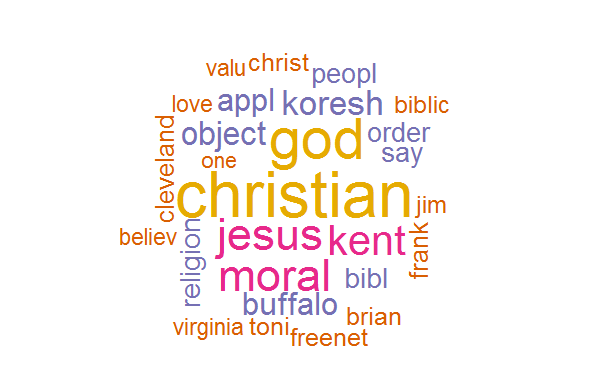 valu christ peopl
love appl koresh biblic
object god order
say
cleveland one
christian jim
believ religion jesus kent frank
moral bibl
buffalo
virginia toni freenet brian